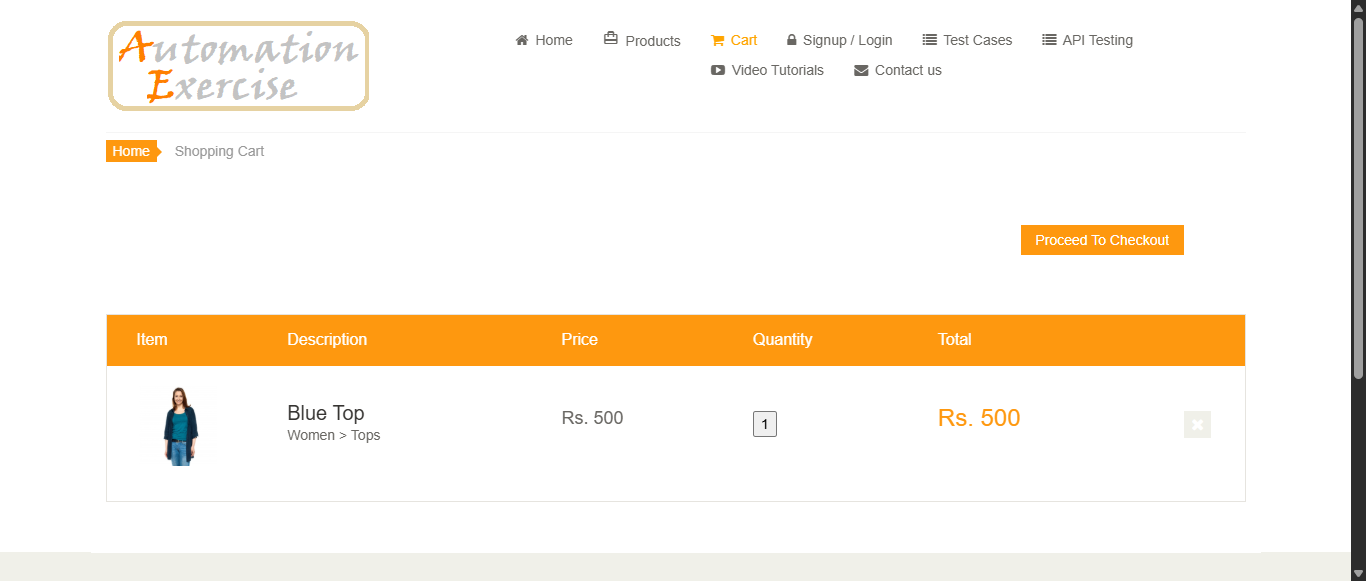 Automation
Exercise
Home Products Cart Signup / Login Test Cases API Testing
Video Tutorials Contact us
Home Shopping Cart
Proceed To Checkout
Item Description Price Quantity Total
Blue Top
Women > Tops
Rs. 500
1
Rs. 500